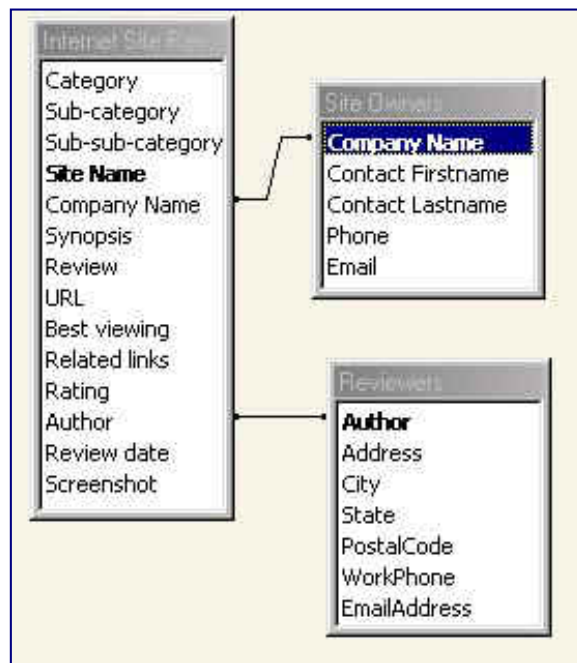 Internet Site
Category
Sub-category
Sub-sub-category
Site Name
Company Name
Synopsis
Review
URL
Best viewing
Related links
Rating
Author
Review date
Screenshot
Site Owners
Company Name
Contact Firstname
Contact Lastname
Phone
Email
Reviewers
Author
Address
City
State
PostalCode
WorkPhone
EmailAddress